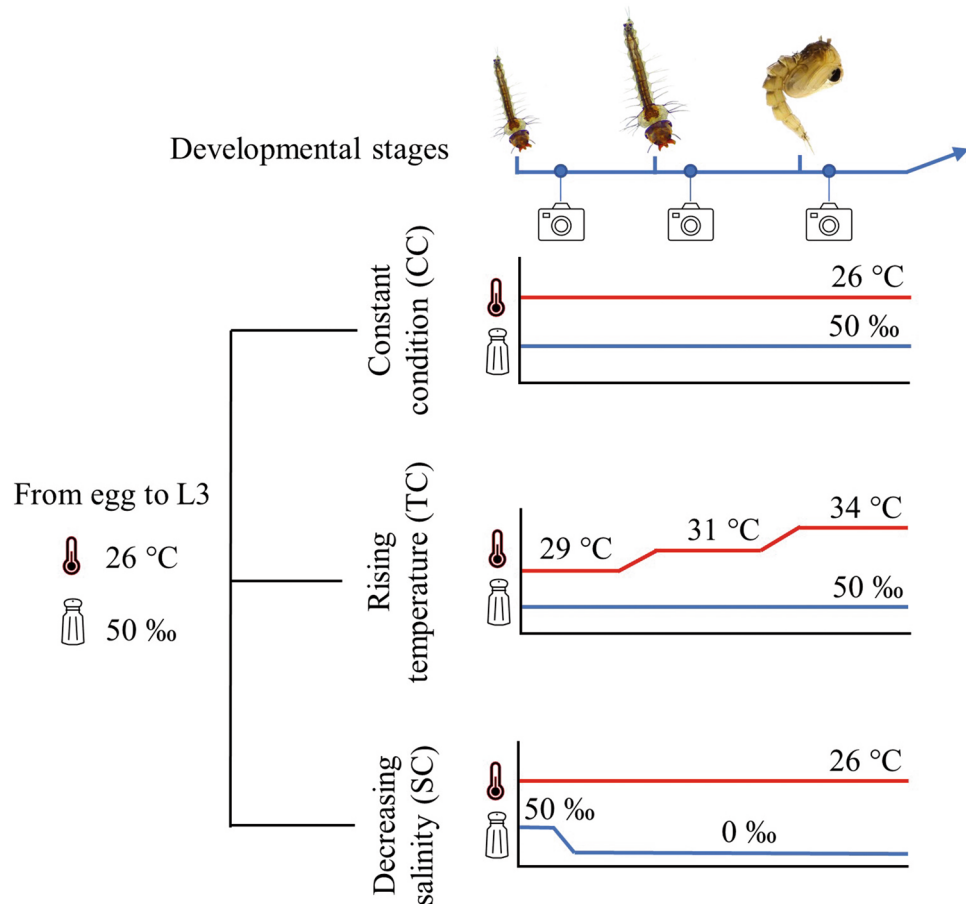 Developmental stages
Constant
condition (CC)
26 °C
50 ‰
From egg to L3
26 °C
50 ‰
Rising
temperature (TC)
29 °C
31 °C
34 °C
50 ‰
Decreasing
salinity (SC)
26 °C
50 ‰
0 ‰